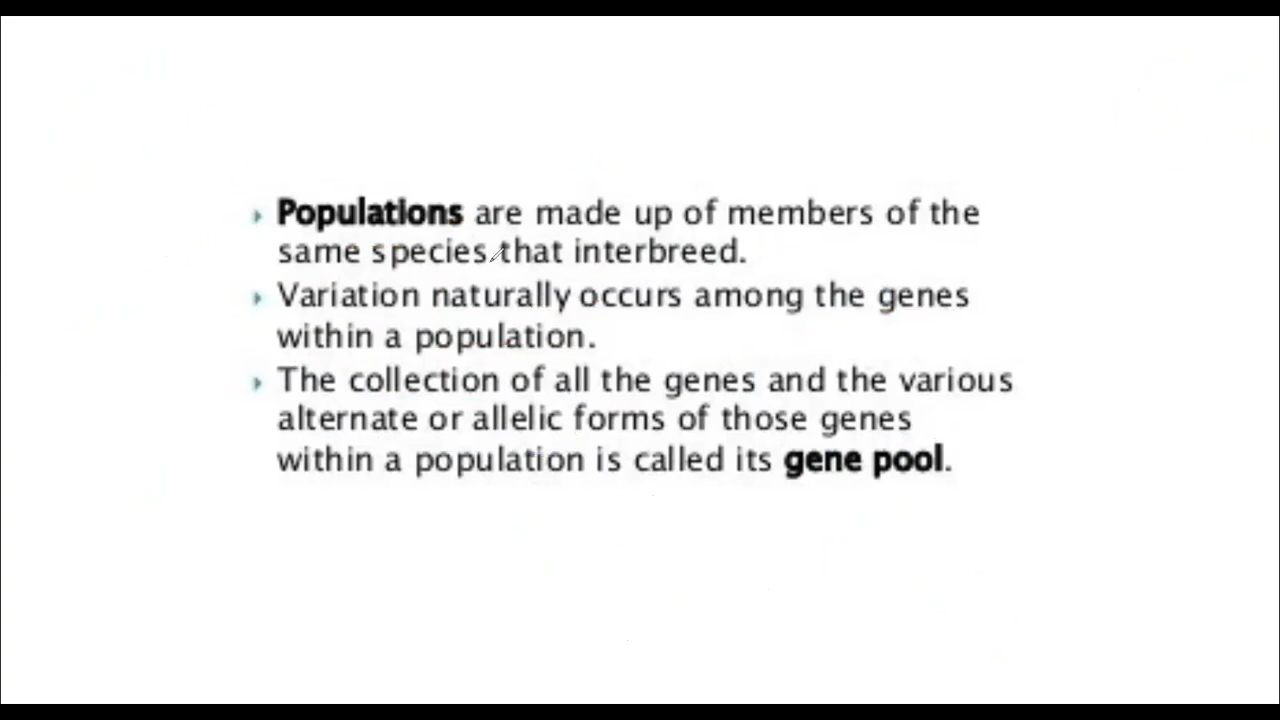 Populations are made up of members of the
same species that interbreed.
Variation naturally occurs among the genes
within a population.
The collection of all the genes and the various
alternate or allelic forms of those genes
within a population is called its gene pool.